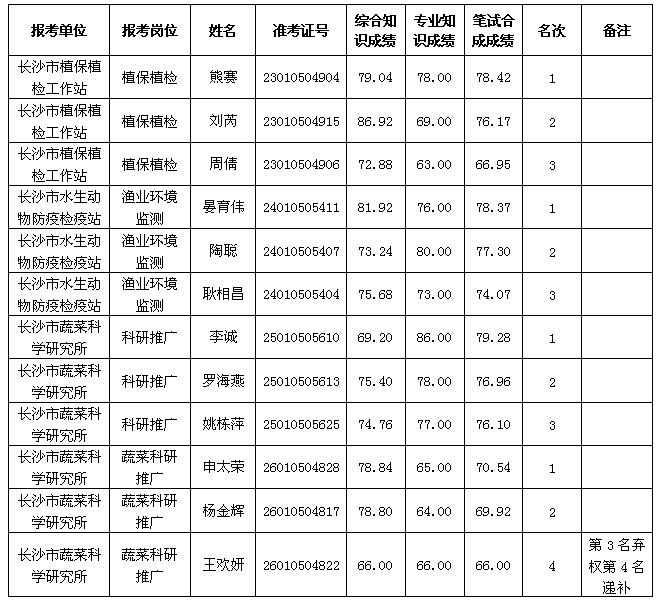 报考单位 报考岗位 姓名 准考证号 综合知识成绩 专业知识成绩 笔试合成成绩 名次 备注
长沙市植保植检工作站 植保植检 熊赛 23010504904 79.04 78.00 78.42 1
长沙市植保植检工作站 植保植检 刘芮 23010504915 86.92 69.00 76.17 2
长沙市植保植检工作站 植保植检 周倩 23010504906 72.88 63.00 66.95 3
长沙市水生动物防疫检疫站 渔业环境监测 晏育伟 24010505411 81.92 76.00 78.37 1
长沙市水生动物防疫检疫站 渔业环境监测 陶聪 24010505407 73.24 80.00 77.30 2
长沙市水生动物防疫检疫站 渔业环境监测 耿相昌 24010505404 75.68 73.00 74.07 3
长沙市蔬菜科学研究所 科研推广 李诚 25010505610 69.20 86.00 79.28 1
长沙市蔬菜科学研究所 科研推广 罗海燕 25010505613 75.40 78.00 76.96 2
长沙市蔬菜科学研究所 科研推广 姚栋萍 25010505625 74.76 77.00 76.10 3
长沙市蔬菜科学研究所 蔬菜科研推广 申太荣 26010504828 78.84 65.00 70.54 1
长沙市蔬菜科学研究所 蔬菜科研推广 杨金辉 26010504817 78.80 64.00 69.92 2
长沙市蔬菜科学研究所 蔬菜科研推广 王欢妍 26010504822 66.00 66.00 66.00 4 第3名弃权第4名递补